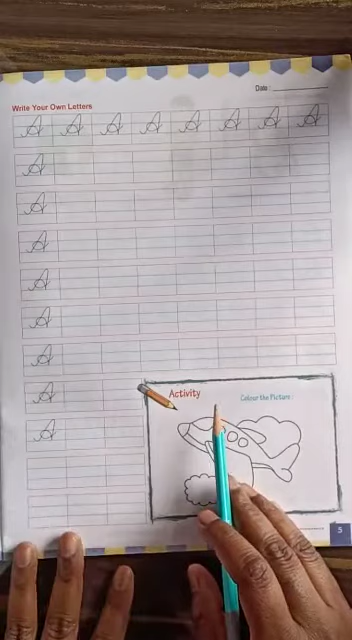 Date :
Write Your Own Letters
A A A A A A A A
A
A
A
A
A
A
A
A
Activity
Colour the Picture :
5